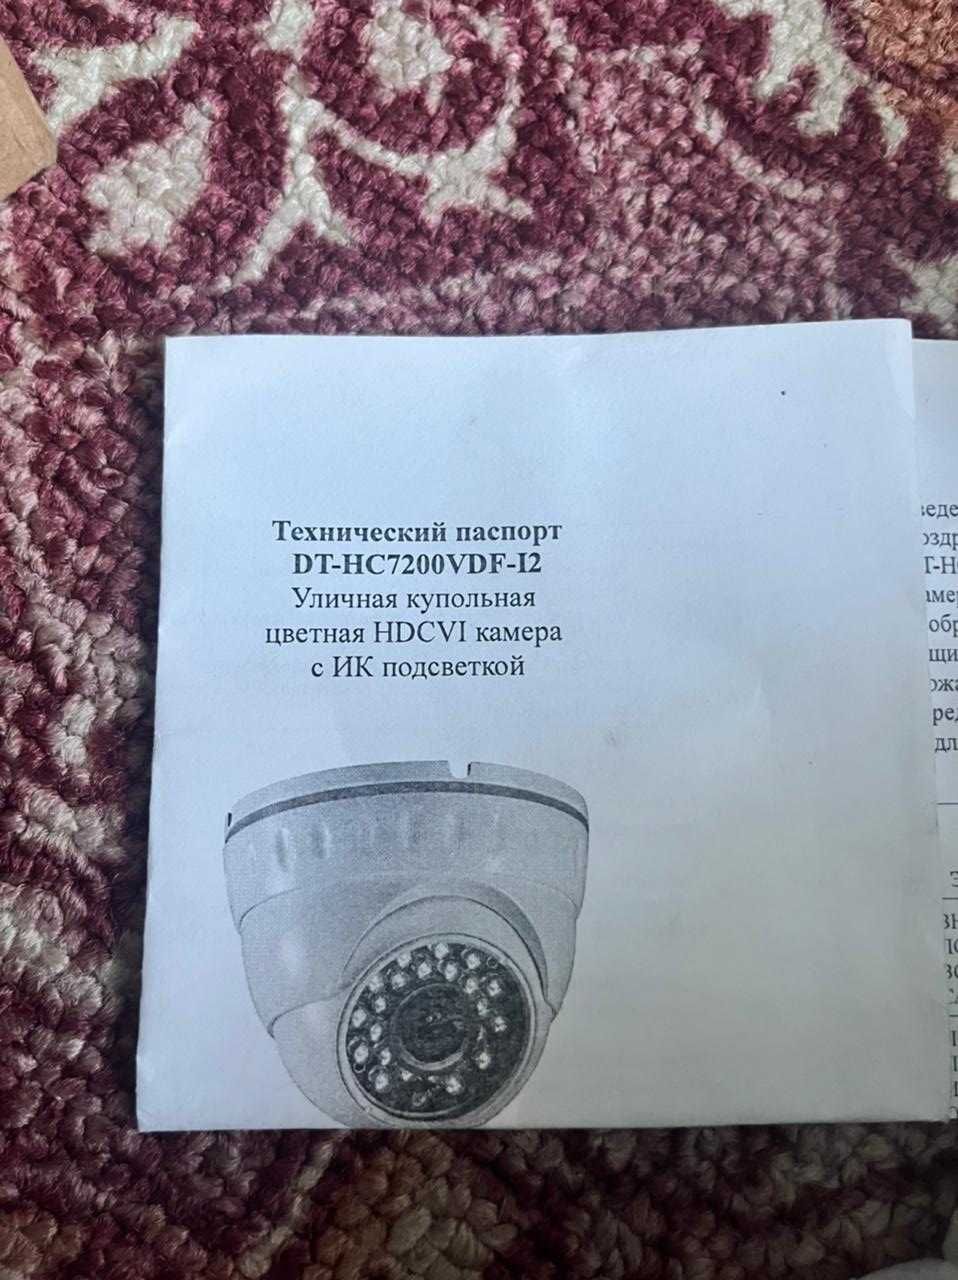 Технический паспорт
DT-HC7200VDF-I2
Уличная купольная
цветная HDCVI камера
с ИК подсветкой